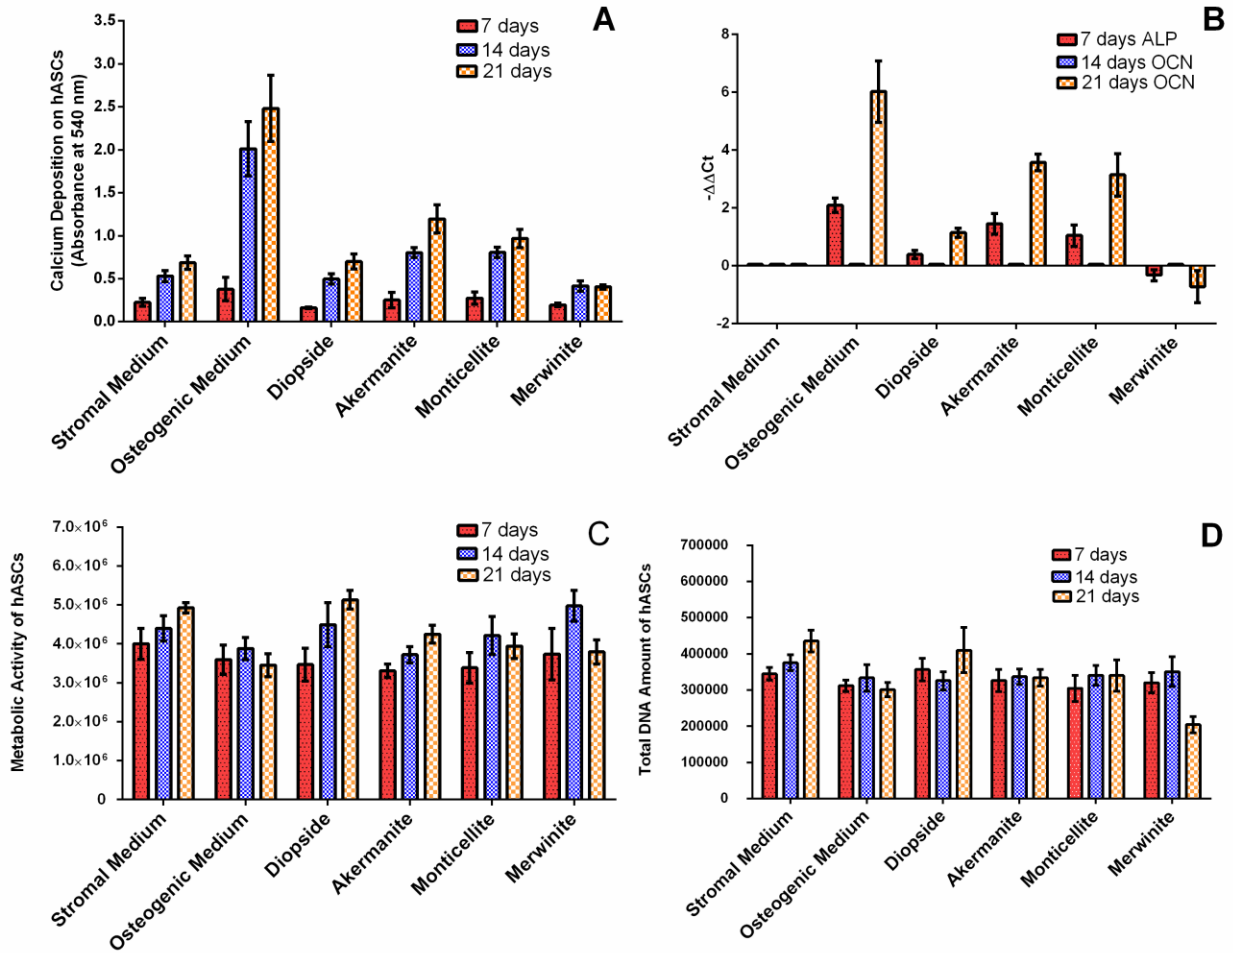 A
7 days
14 days
21 days
Calcium Deposition on hASCs
(Absorbance at 540 nm)
3.5
3.0
2.5
2.0
1.5
1.0
0.5
0.0
Stromal Medium
Osteogenic Medium
Diopside
Akermanite
Monticellite
Merwinite
B
7 days ALP
14 days OCN
21 days OCN
-ΔΔCt
8
6
4
2
0
-2
Stromal Medium
Osteogenic Medium
Diopside
Akermanite
Monticellite
Merwinite
C
7 days
14 days
21 days
Metabolic Activity of hASCs
7.0×10⁶
6.0×10⁶
5.0×10⁶
4.0×10⁶
3.0×10⁶
2.0×10⁶
1.0×10⁶
0
Stromal Medium
Osteogenic Medium
Diopside
Akermanite
Monticellite
Merwinite
D
7 days
14 days
21 days
Total DNA Amount of hASCs
700000
600000
500000
400000
300000
200000
100000
0
Stromal Medium
Osteogenic Medium
Diopside
Akermanite
Monticellite
Merwinite